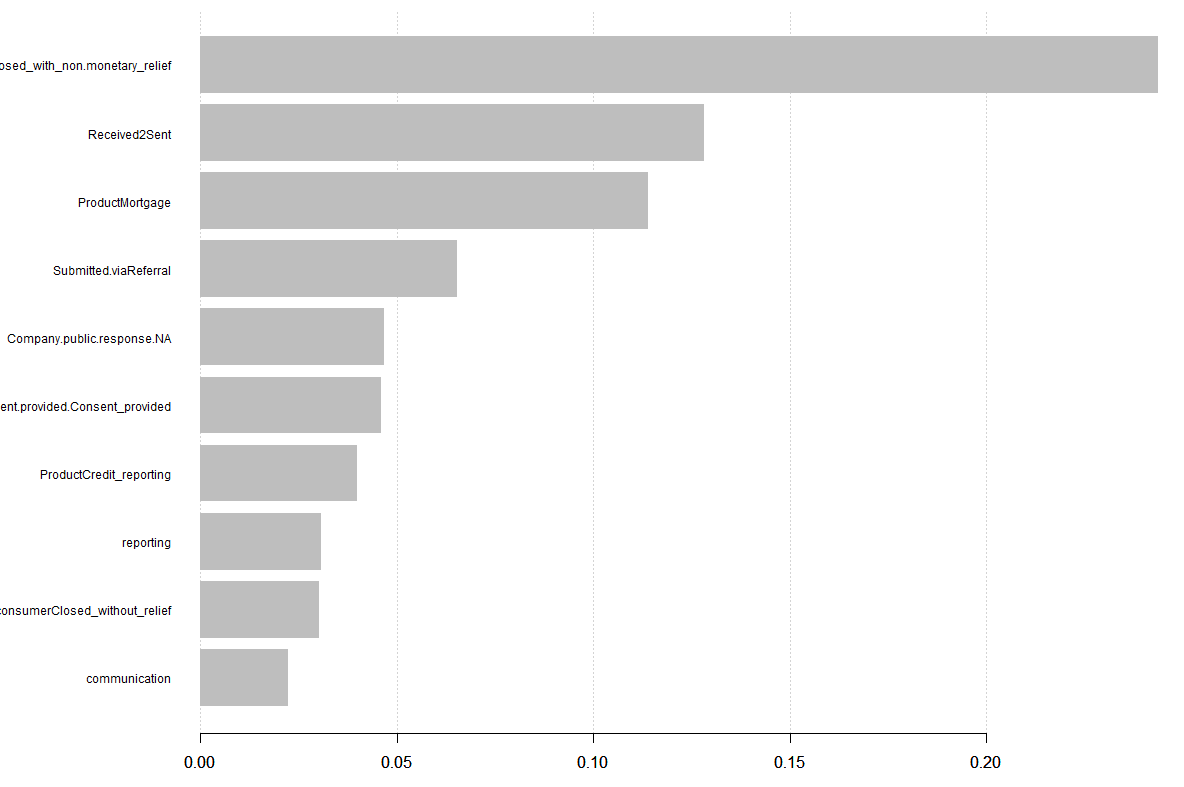 osed_with_non.monetary_relief
Received2Sent
ProductMortgage
Submitted.viaReferral
Company.public.response.NA
ent.provided.Consent_provided
ProductCredit_reporting
reporting
consumerClosed_without_relief
communication
0.00 0.05 0.10 0.15 0.20